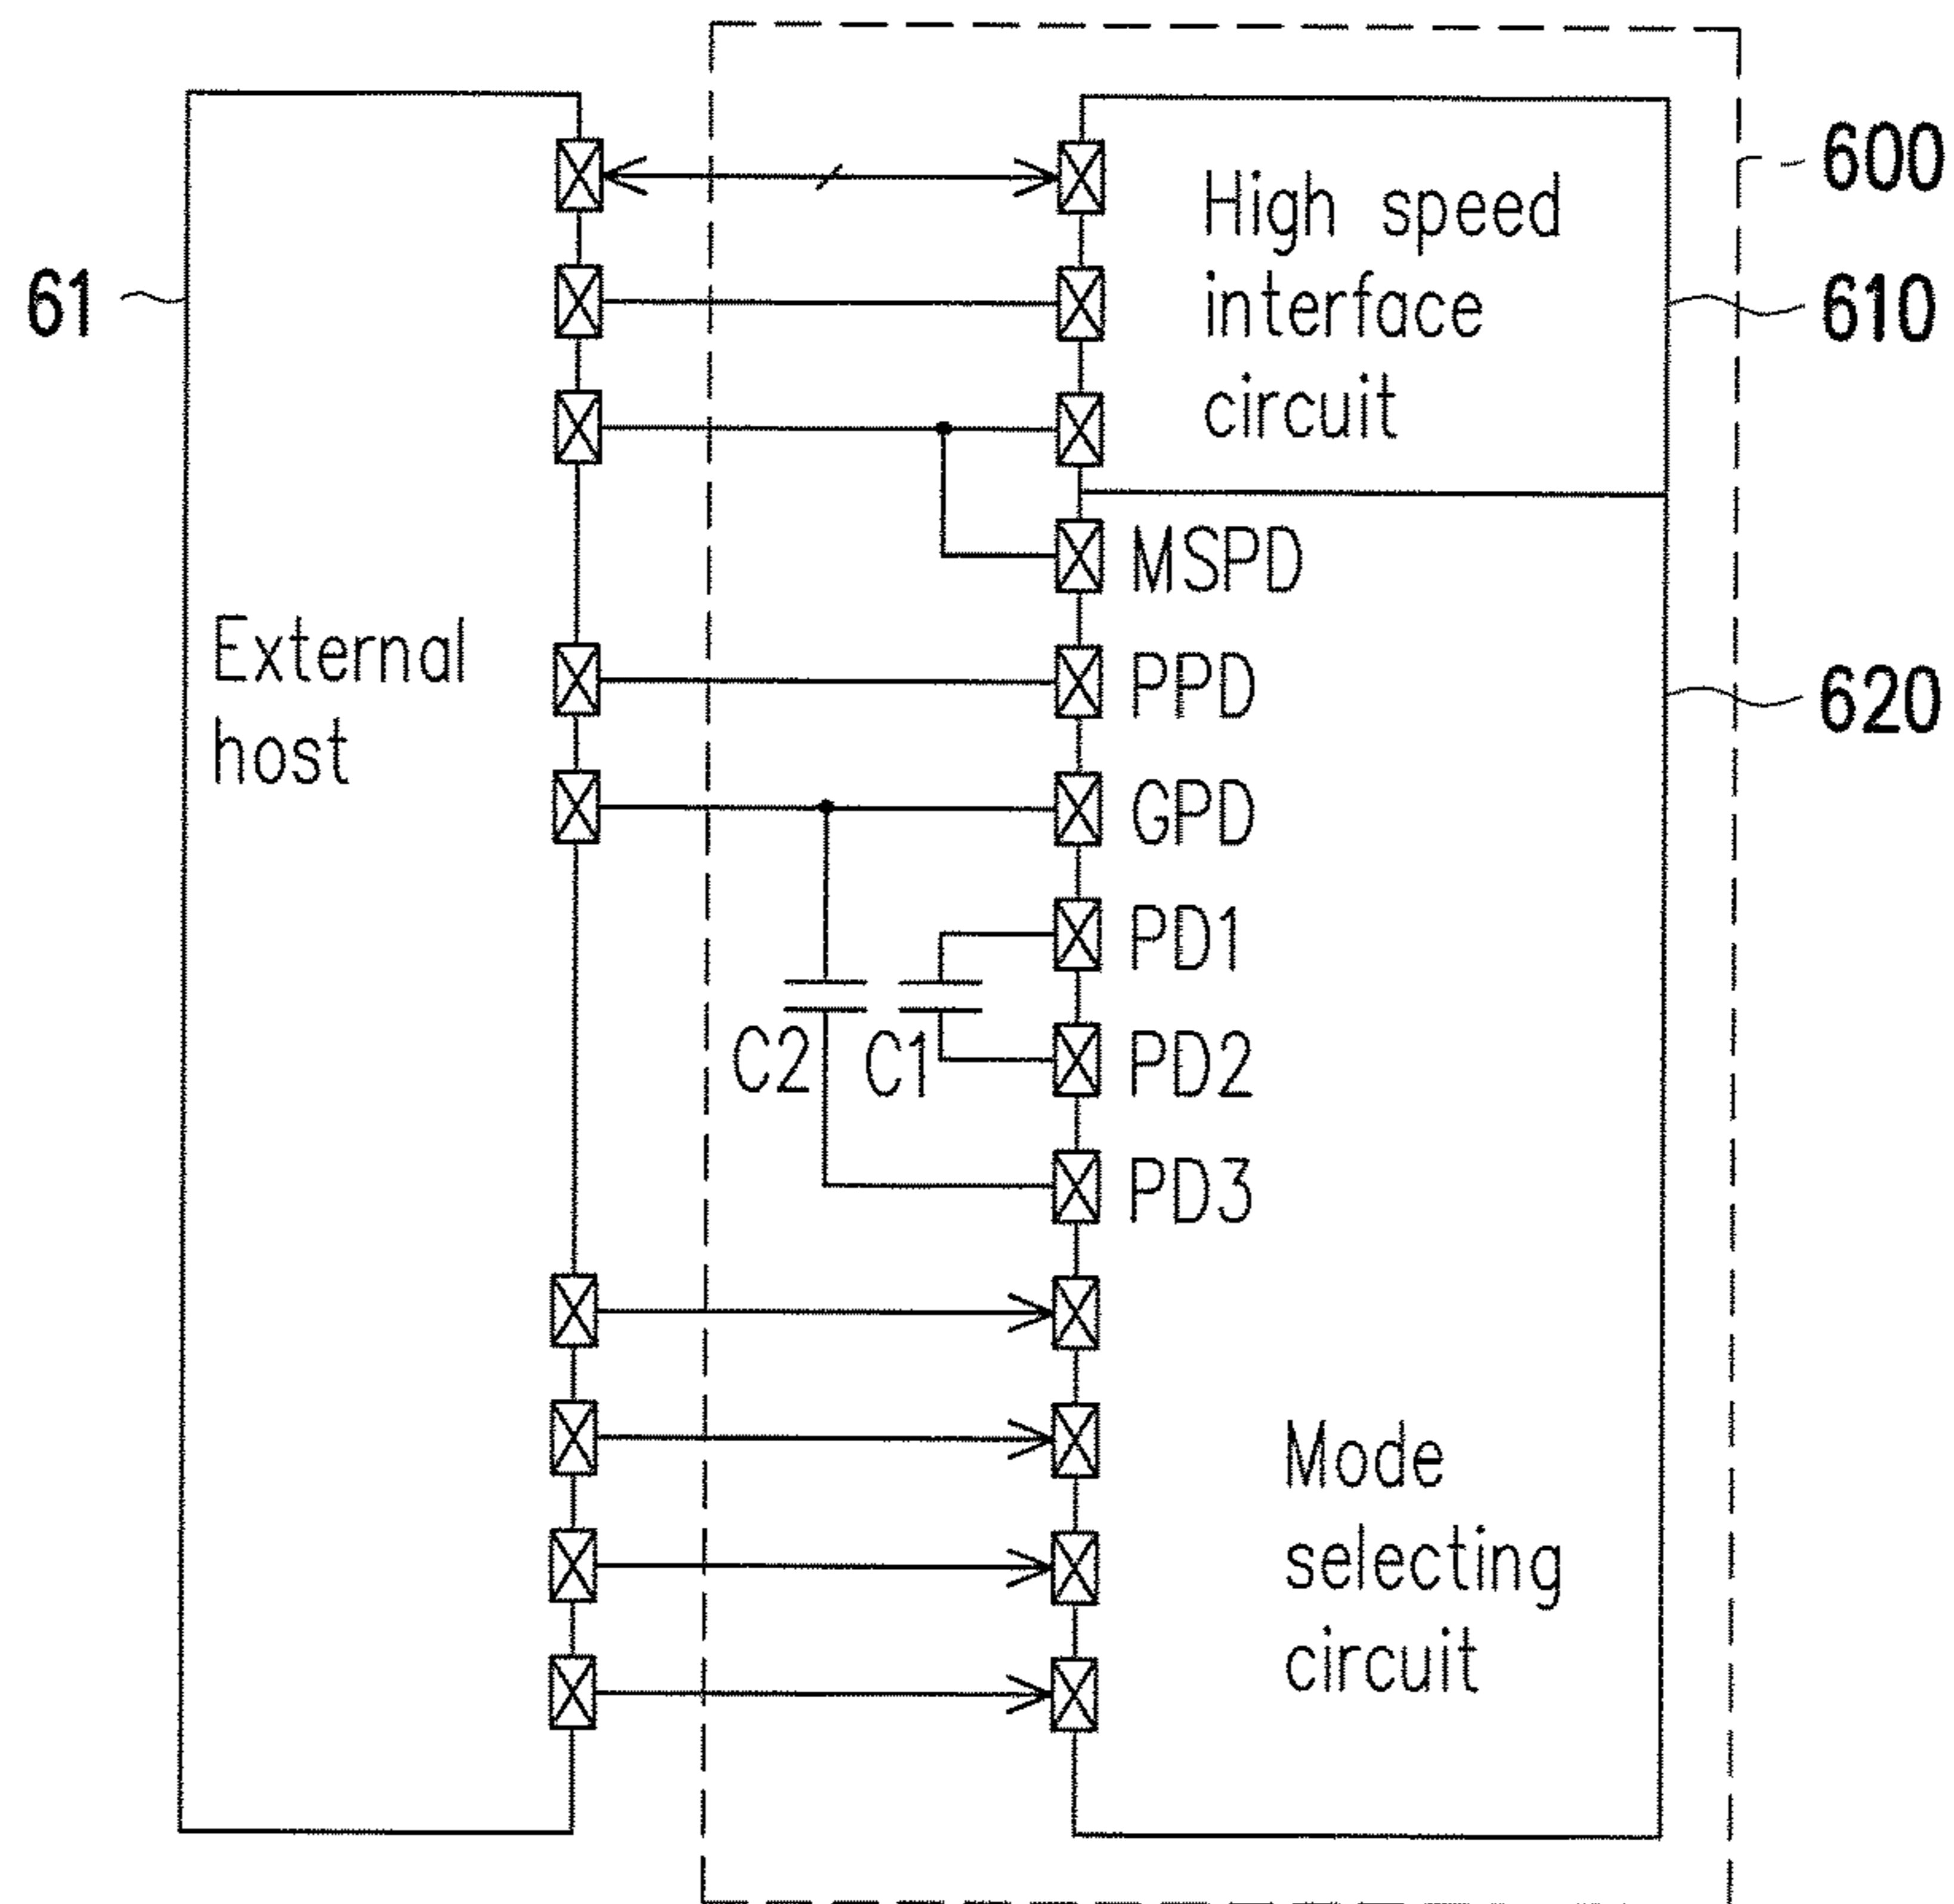 600
High speed
interface
circuit
61
610
MSPD
External
host
PPD
620
GPD
PD1
C2
C1
PD2
PD3
Mode
selecting
circuit